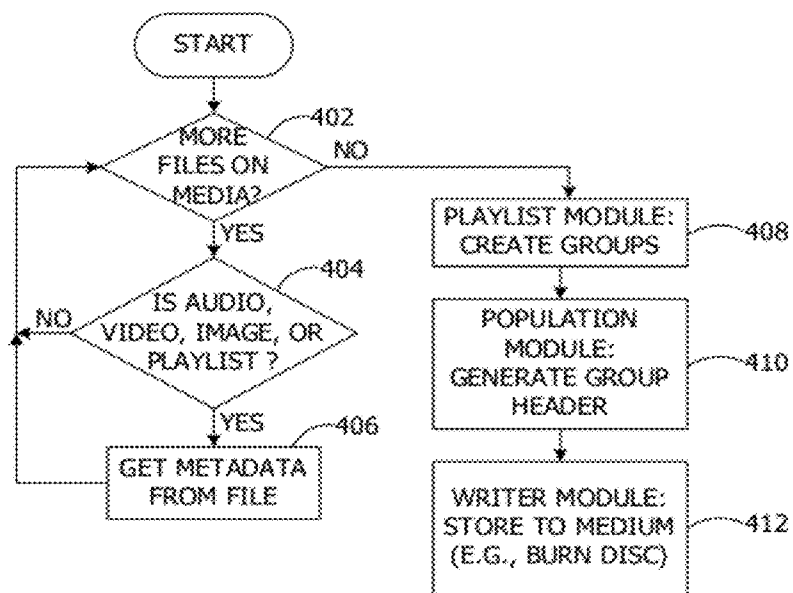 START
402
MORE
FILES ON
MEDIA?
NO
YES
404
IS AUDIO,
VIDEO, IMAGE, OR
PLAYLIST ?
NO
YES
406
GET METADATA
FROM FILE
PLAYLIST MODULE:
CREATE GROUPS
408
POPULATION
MODULE:
GENERATE GROUP
HEADER
410
WRITER MODULE:
STORE TO MEDIUM
(E.G., BURN DISC)
412